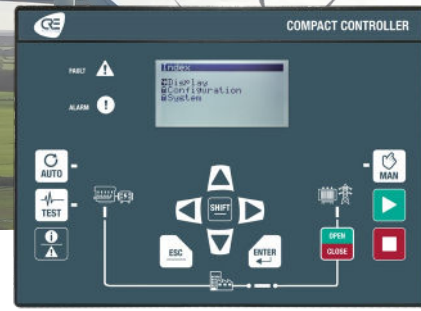 CRE
COMPACT CONTROLLER
FAULT
ALARM
Index
Display
Configuration
System
AUTO
MAN
TEST
SHIFT
OPEN
CLOSE
ESC
ENTER